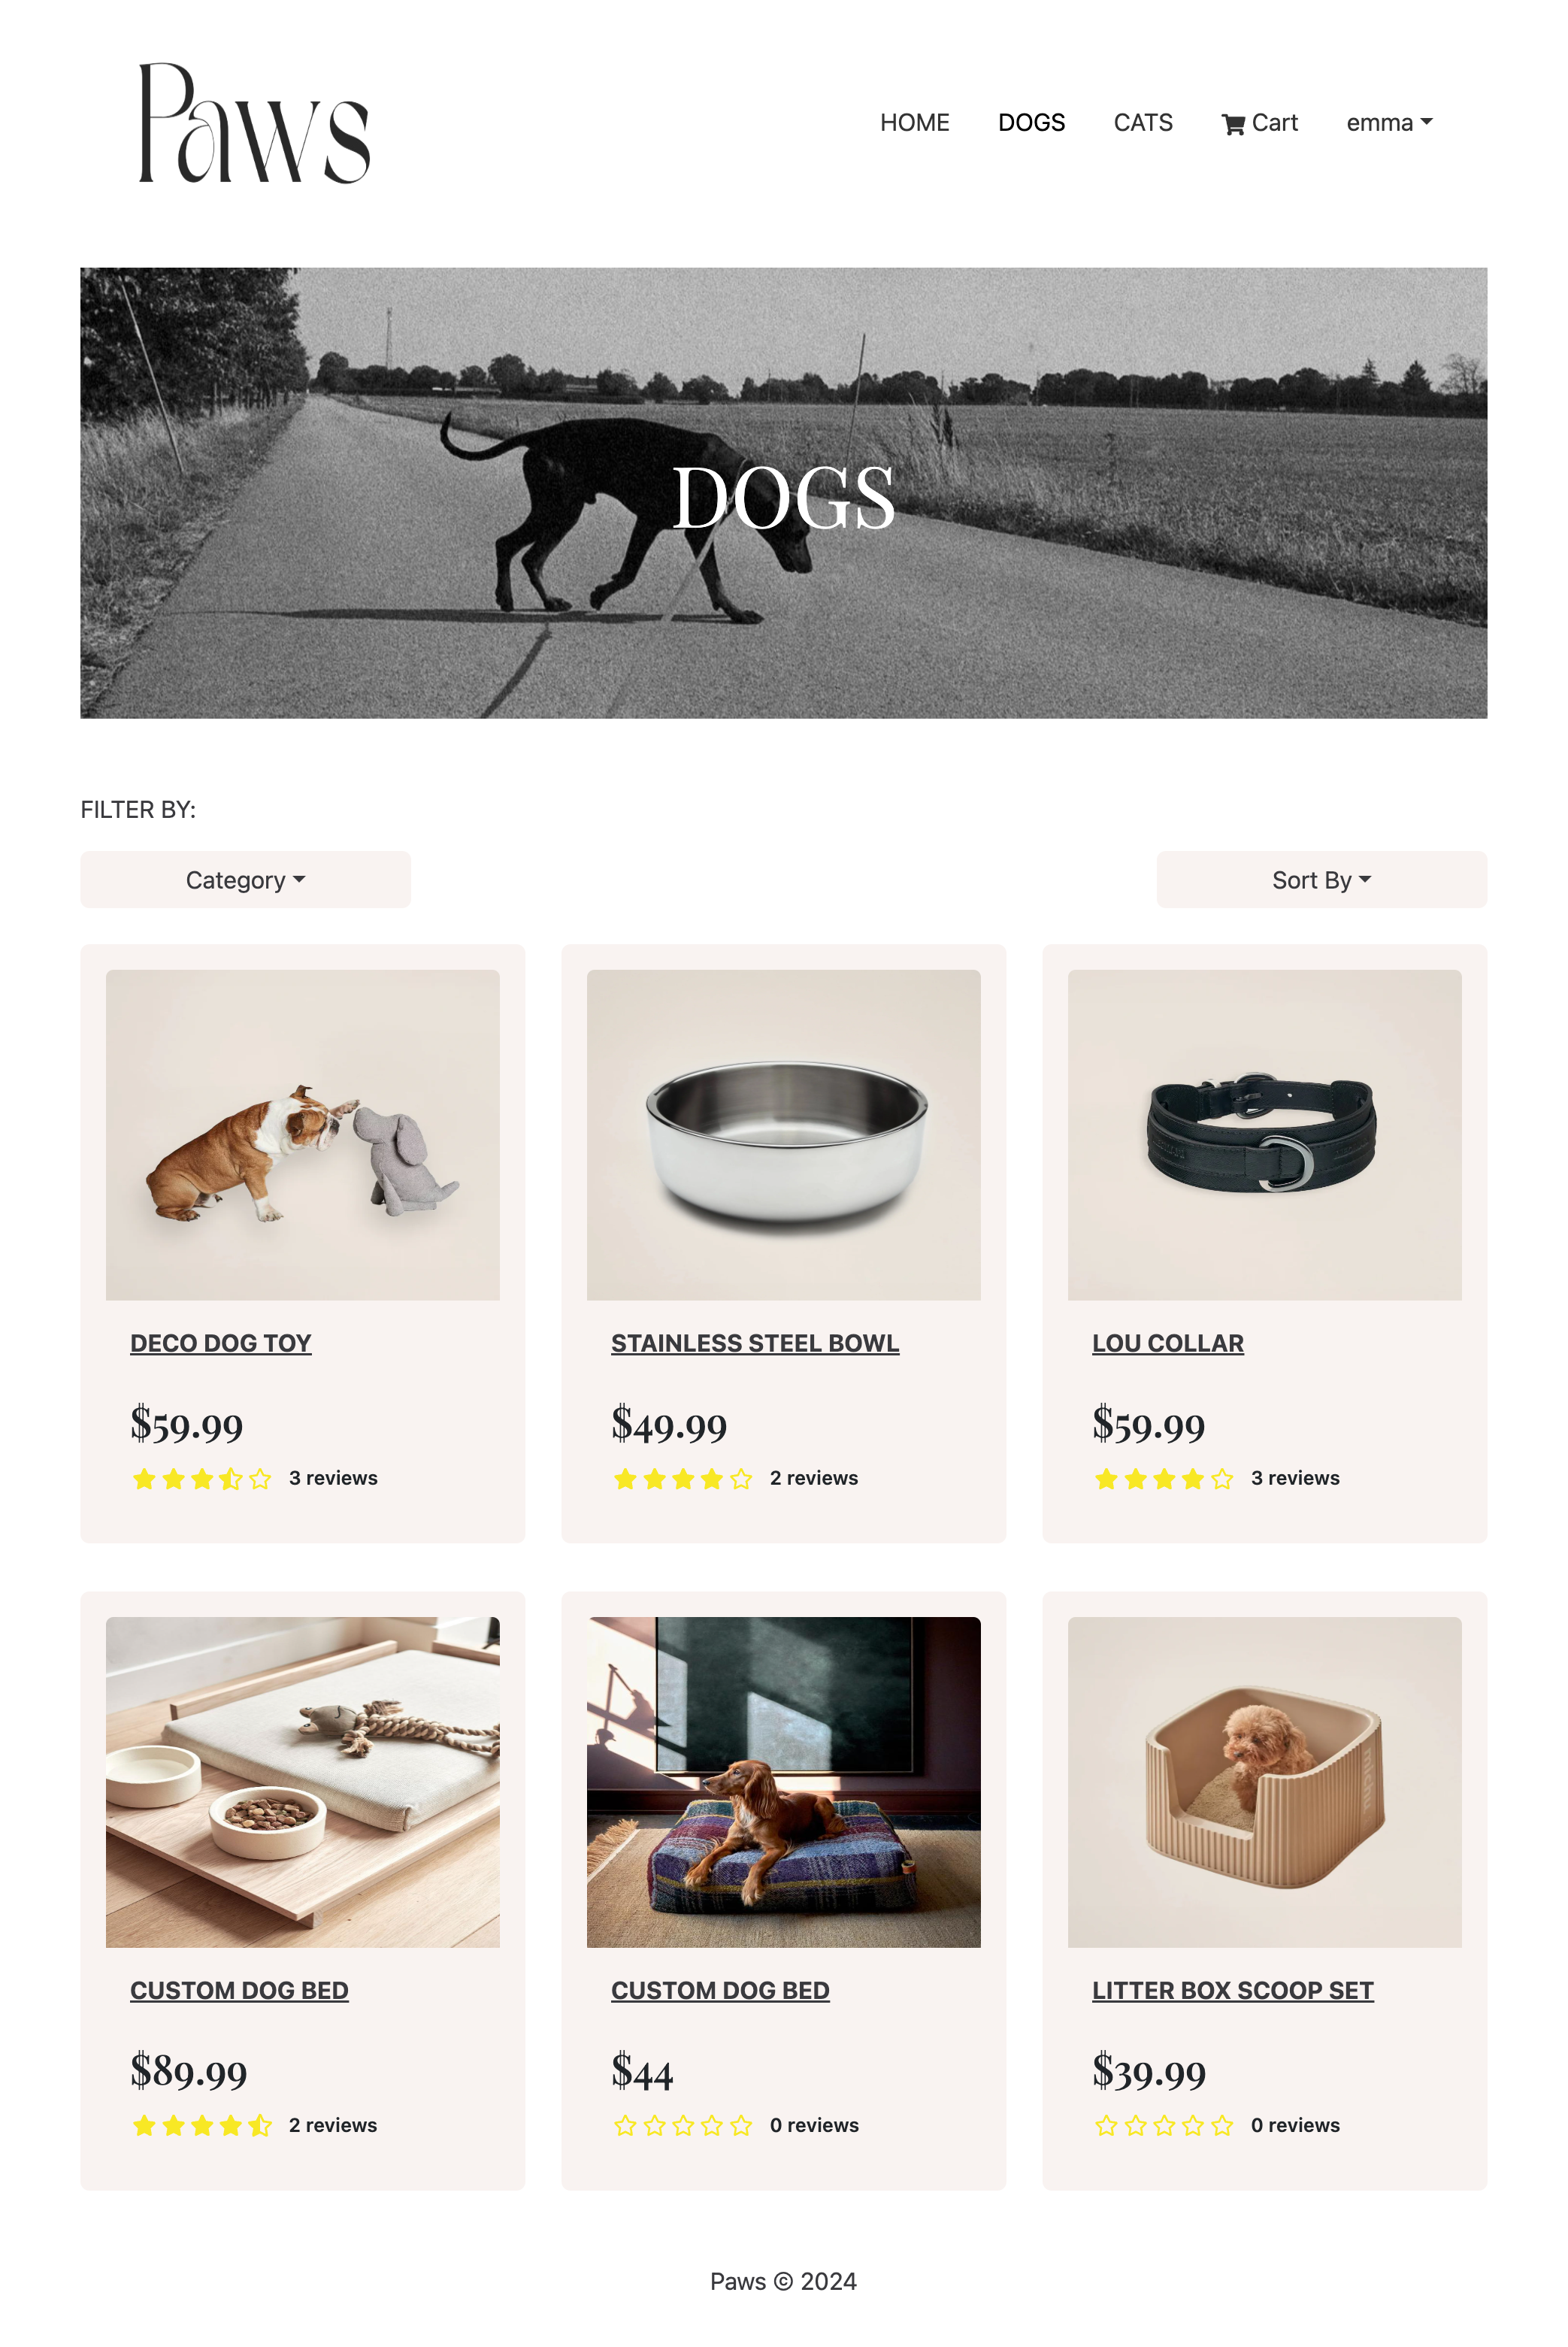 Paws
HOME DOGS CATS Cart emma
DOGS
FILTER BY:
Category Sort By
DECO DOG TOY
$59.99
3 reviews
STAINLESS STEEL BOWL
$49.99
2 reviews
LOU COLLAR
$59.99
3 reviews
CUSTOM DOG BED
$89.99
2 reviews
CUSTOM DOG BED
$44
0 reviews
LITTER BOX SCOOP SET
$39.99
0 reviews
Paws © 2024